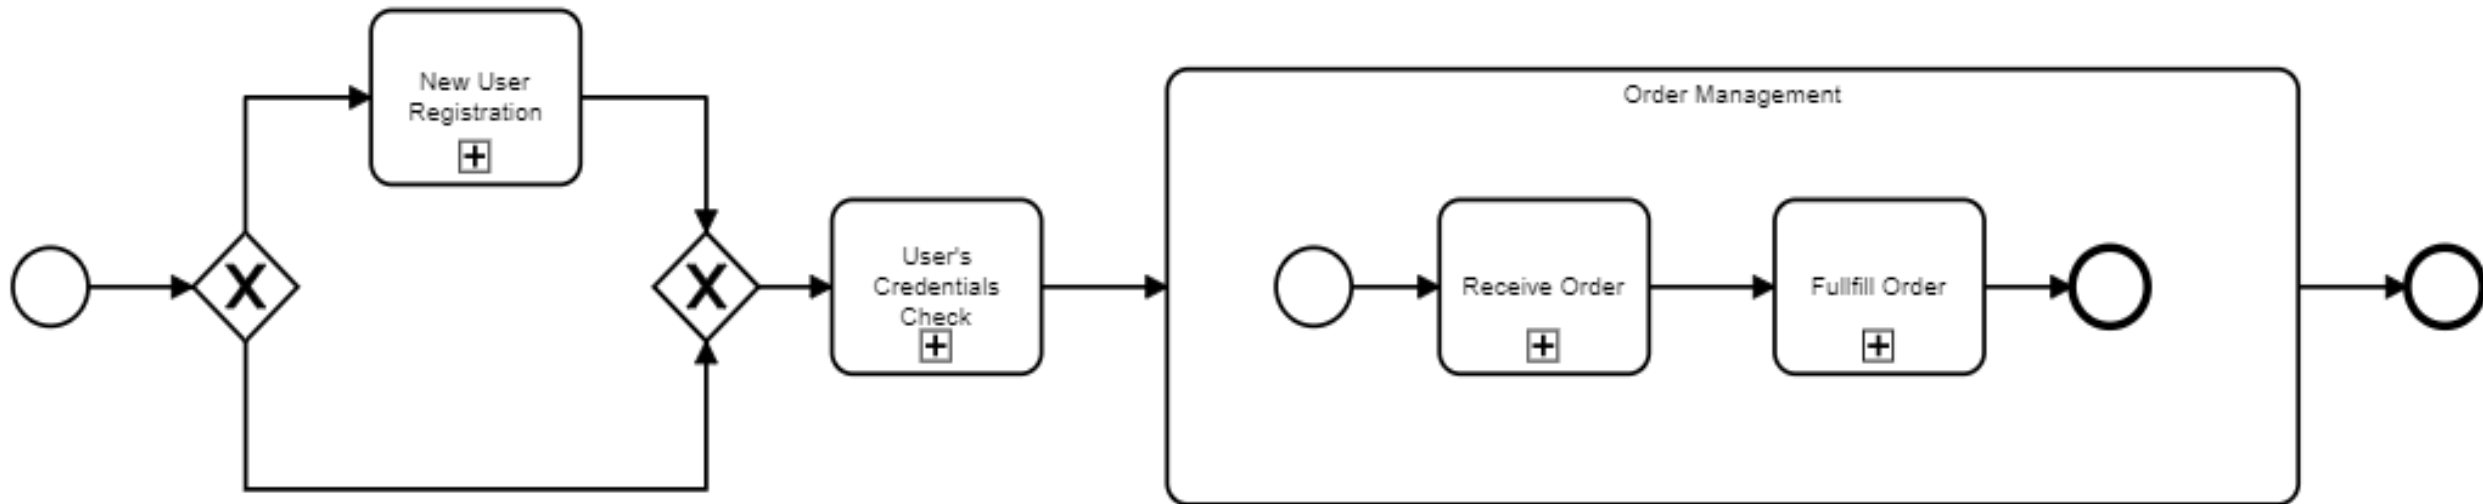 New User
Registration
X
X
User's
Credentials
Check
Order Management
Receive Order
Fullfill Order